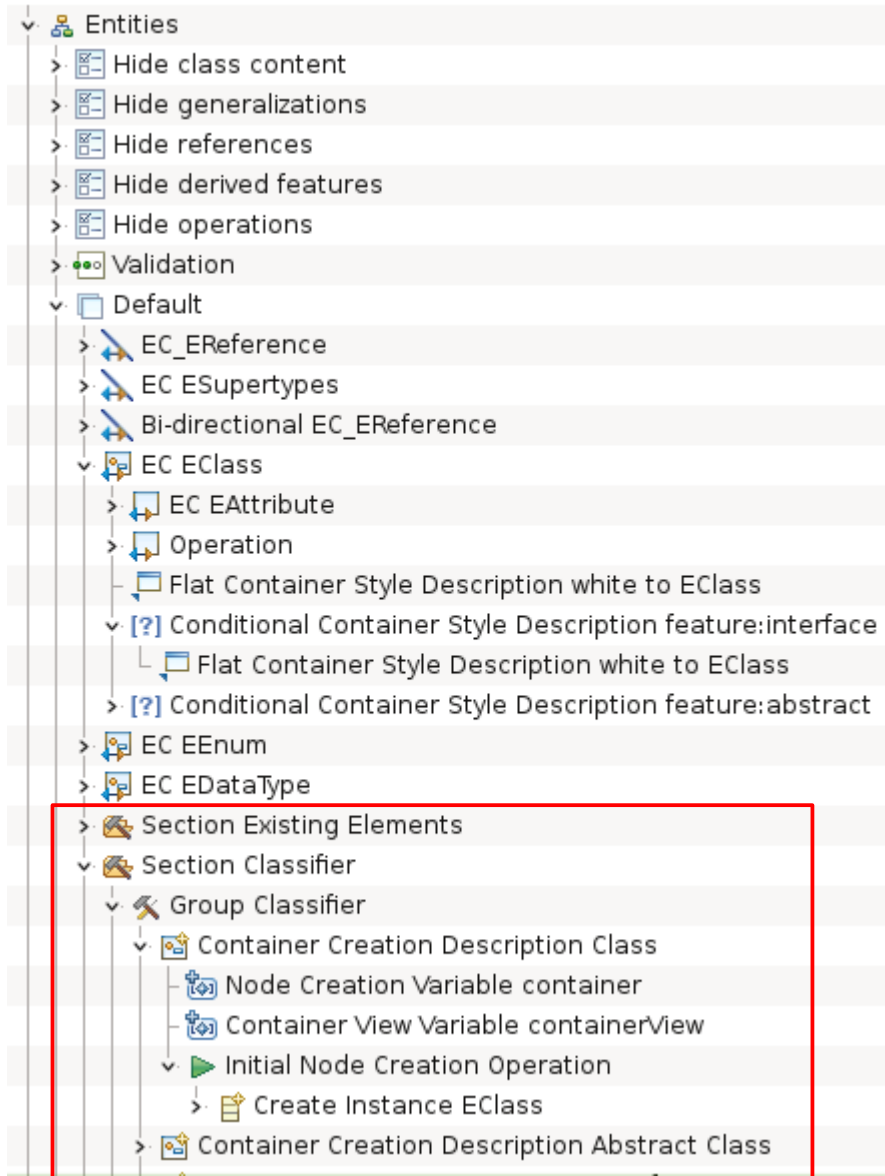 Entities
Hide class content
Hide generalizations
Hide references
Hide derived features
Hide operations
Validation
Default
EC_EReference
EC ESupertypes
Bi-directional EC_EReference
EC EClass
EC EAttribute
Operation
Flat Container Style Description white to EClass
[?] Conditional Container Style Description feature:interface
Flat Container Style Description white to EClass
[?] Conditional Container Style Description feature:abstract
EC EEnum
EC EDataType
Section Existing Elements
Section Classifier
Group Classifier
Container Creation Description Class
Node Creation Variable container
Container View Variable containerView
Initial Node Creation Operation
Create Instance EClass
Container Creation Description Abstract Class